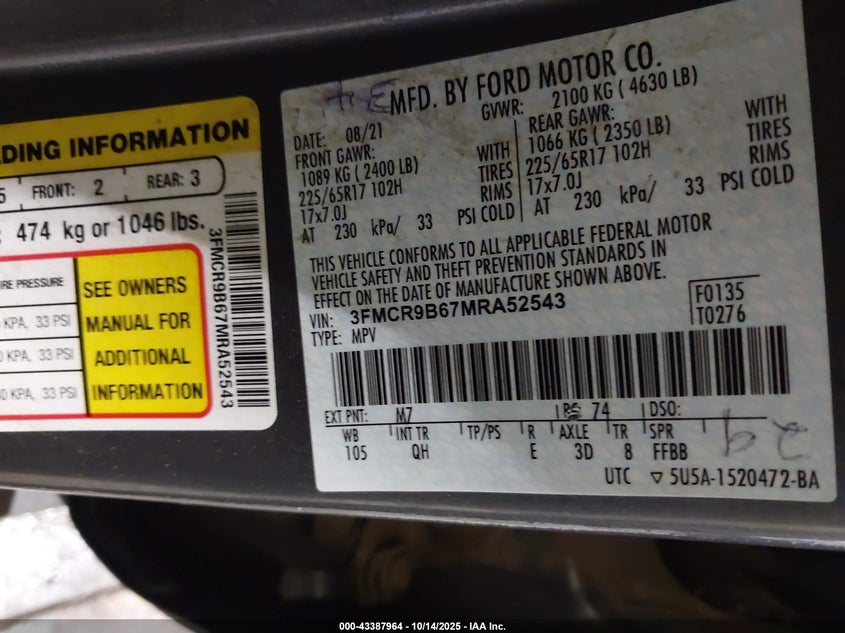 DING INFORMATION
5 FRONT: 2 REAR: 3
: 474 kg or 1046 lbs.
RE PRESSURE
KPA, 33 PSI
0 KPA, 33 PSI
0 KPA, 33 PSI
SEE OWNERS
MANUAL FOR
ADDITIONAL
INFORMATION
3FMCR9B67MRA52543
MFD. BY FORD MOTOR CO.
DATE: 08/21 GVWR: 2100 KG ( 4630 LB)
FRONT GAWR: REAR GAWR:
1089 KG (2400 LB) WITH 1066 KG (2350 LB) WITH
225/65R17 102H TIRES 225/65R17 102H TIRES
17x7.0J RIMS 17x7.0J RIMS
AT 230 kPa/ 33 PSI COLD AT 230 kPa/ 33 PSI COLD
THIS VEHICLE CONFORMS TO ALL APPLICABLE FEDERAL MOTOR
VEHICLE SAFETY AND THEFT PREVENTION STANDARDS IN
EFFECT ON THE DATE OF MANUFACTURE SHOWN ABOVE.
VIN: 3FMCR9B67MRA52543
TYPE: MPV
F0135
T0276
EXT PNT: M7 RC 74 DSO:
WB INT TR TP/PS R AXLE TR SPR
105 QH E 3D 8 FFBB
UTC ▽ 5U5A-1520472-BA
000-43387964 - 10/14/2025 - IAA Inc.